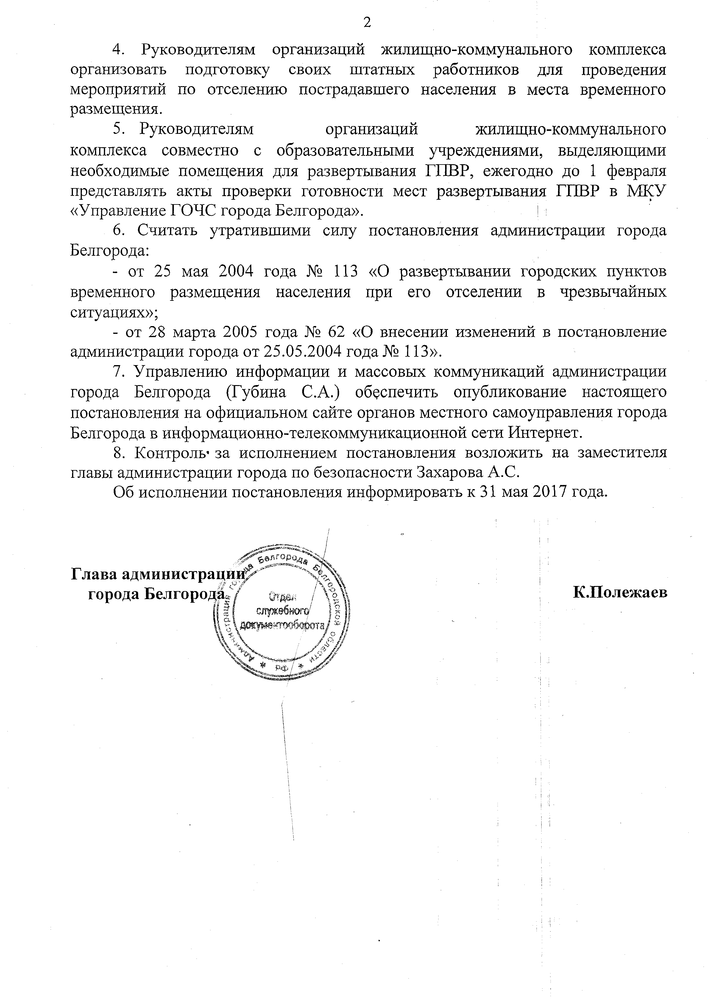 2
4. Руководителям организаций жилищно-коммунального комплекса
организовать подготовку своих штатных работников для проведения
мероприятий по отселению пострадавшего населения в места временного
размещения.
5. Руководителям организаций жилищно-коммунального
комплекса совместно с образовательными учреждениями, выделяющими
необходимые помещения для развертывания ГПВР, ежегодно до 1 февраля
представлять акты проверки готовности мест развертывания ГПВР в МКУ
«Управление ГОЧС города Белгорода».
6. Считать утратившими силу постановления администрации города
Белгорода:
- от 25 мая 2004 года № 113 «О развертывании городских пунктов
временного размещения населения при его отселении в чрезвычайных
ситуациях»;
- от 28 марта 2005 года № 62 «О внесении изменений в постановление
администрации города от 25.05.2004 года № 113».
7. Управлению информации и массовых коммуникаций администрации
города Белгорода (Губина С.А.) обеспечить опубликование настоящего
постановления на официальном сайте органов местного самоуправления города
Белгорода в информационно-телекоммуникационной сети Интернет.
8. Контроль за исполнением постановления возложить на заместителя
главы администрации города по безопасности Захарова А.С.
Об исполнении постановления информировать к 31 мая 2017 года.
Глава администрации
города Белгорода
К.Полежаев
Администрация города Белгорода Белгородской области
* РФ *
Отдел
служебного
документооборота